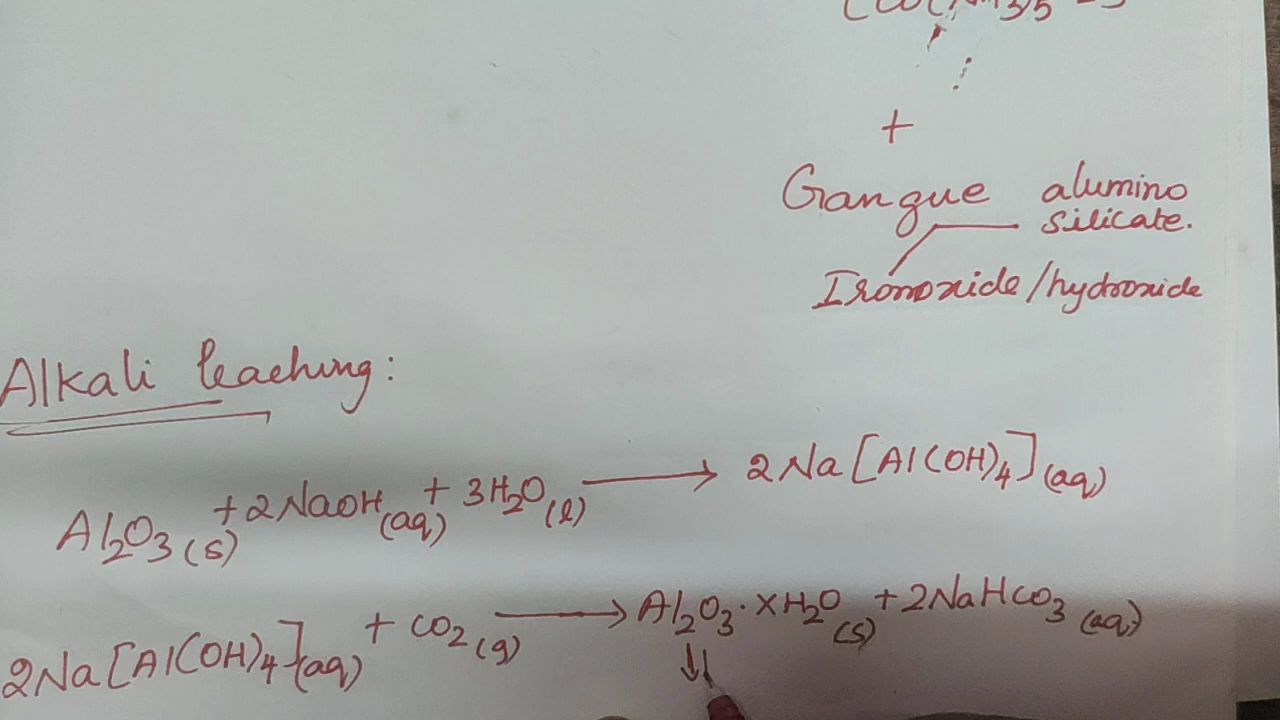 +
Gangue alumino
silicate.
Ironoxide/hydroxide
Alkali leaching:
Al₂O₃(s) + 2NaOH(aq) + 3H₂O(l) ⟶ 2Na[Al(OH)₄](aq)
2Na[Al(OH)₄](aq) + CO₂(g) ⟶ Al₂O₃·xH₂O(s) + 2NaHCO₃(aq)